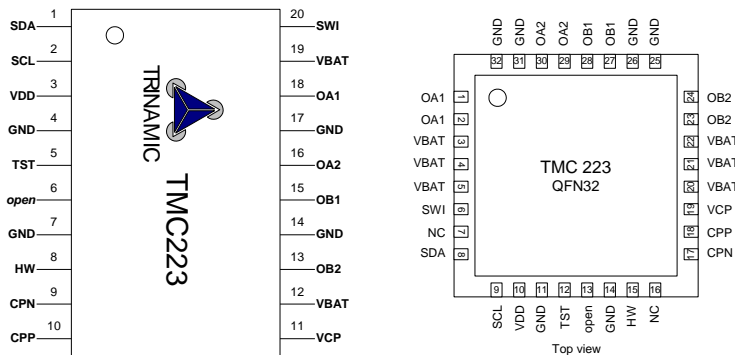 SDA 1 20 SWI
SCL 2 19 VBAT
VDD 3 18 OA1
GND 4 17 GND
TST 5 16 OA2
open 6 15 OB1
GND 7 14 GND
HW 8 13 OB2
CPN 9 12 VBAT
CPP 10 11 VCP
TRINAMIC
TMC223
GND GND OA2 OA2 OB1 OB1 GND GND
32 31 30 29 28 27 26 25
OA1 1 24 OB2
OA1 2 23 OB2
VBAT 3 22 VBAT
VBAT 4 21 VBAT
VBAT 5 20 VBAT
SWI 6 19 VCP
NC 7 18 CPP
SDA 8 17 CPN
TMC 223
QFN32
9 10 11 12 13 14 15 16
SCL VDD GND TST open GND HW NC
Top view